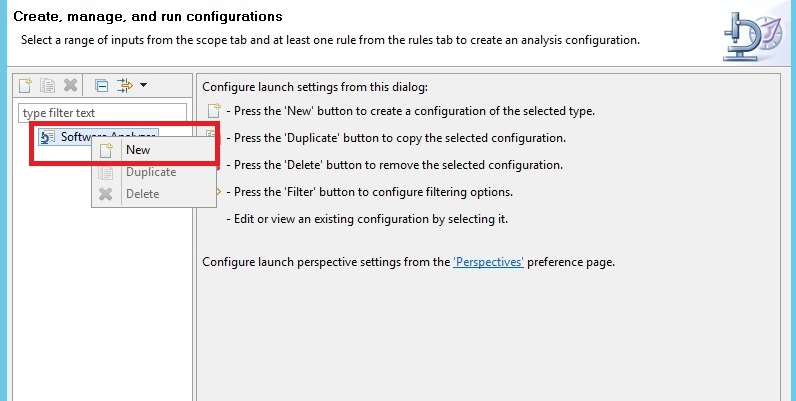 Create, manage, and run configurations
Select a range of inputs from the scope tab and at least one rule from the rules tab to create an analysis configuration.
type filter text
Software Analyzer
New
Duplicate
Delete
Configure launch settings from this dialog:
- Press the 'New' button to create a configuration of the selected type.
- Press the 'Duplicate' button to copy the selected configuration.
- Press the 'Delete' button to remove the selected configuration.
- Press the 'Filter' button to configure filtering options.
- Edit or view an existing configuration by selecting it.
Configure launch perspective settings from the 'Perspectives' preference page.